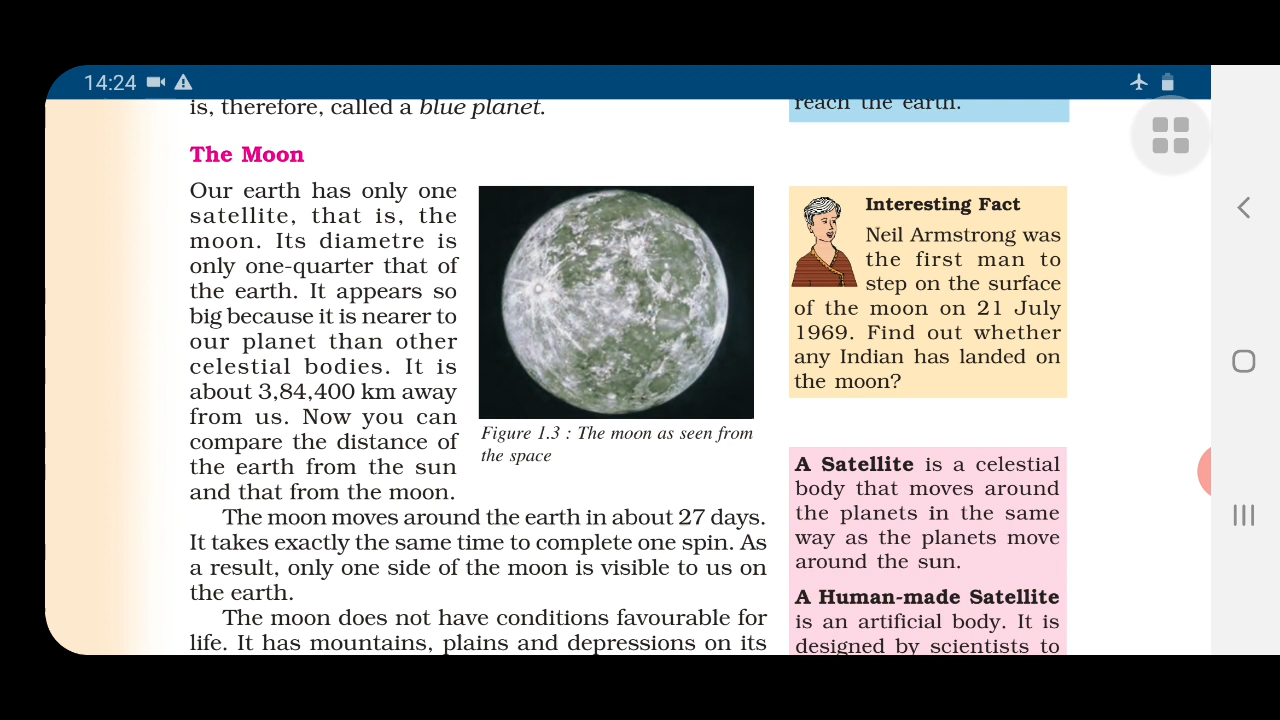 14:24
is, therefore, called a blue planet.
reach the earth.
The Moon
Our earth has only one
satellite, that is, the
moon. Its diametre is
only one-quarter that of
the earth. It appears so
big because it is nearer to
our planet than other
celestial bodies. It is
about 3,84,400 km away
from us. Now you can
compare the distance of
the earth from the sun
and that from the moon.
Figure 1.3 : The moon as seen from
the space
The moon moves around the earth in about 27 days.
It takes exactly the same time to complete one spin. As
a result, only one side of the moon is visible to us on
the earth.
The moon does not have conditions favourable for
life. It has mountains, plains and depressions on its
Interesting Fact
Neil Armstrong was
the first man to
step on the surface
of the moon on 21 July
1969. Find out whether
any Indian has landed on
the moon?
A Satellite is a celestial
body that moves around
the planets in the same
way as the planets move
around the sun.
A Human-made Satellite
is an artificial body. It is
designed by scientists to